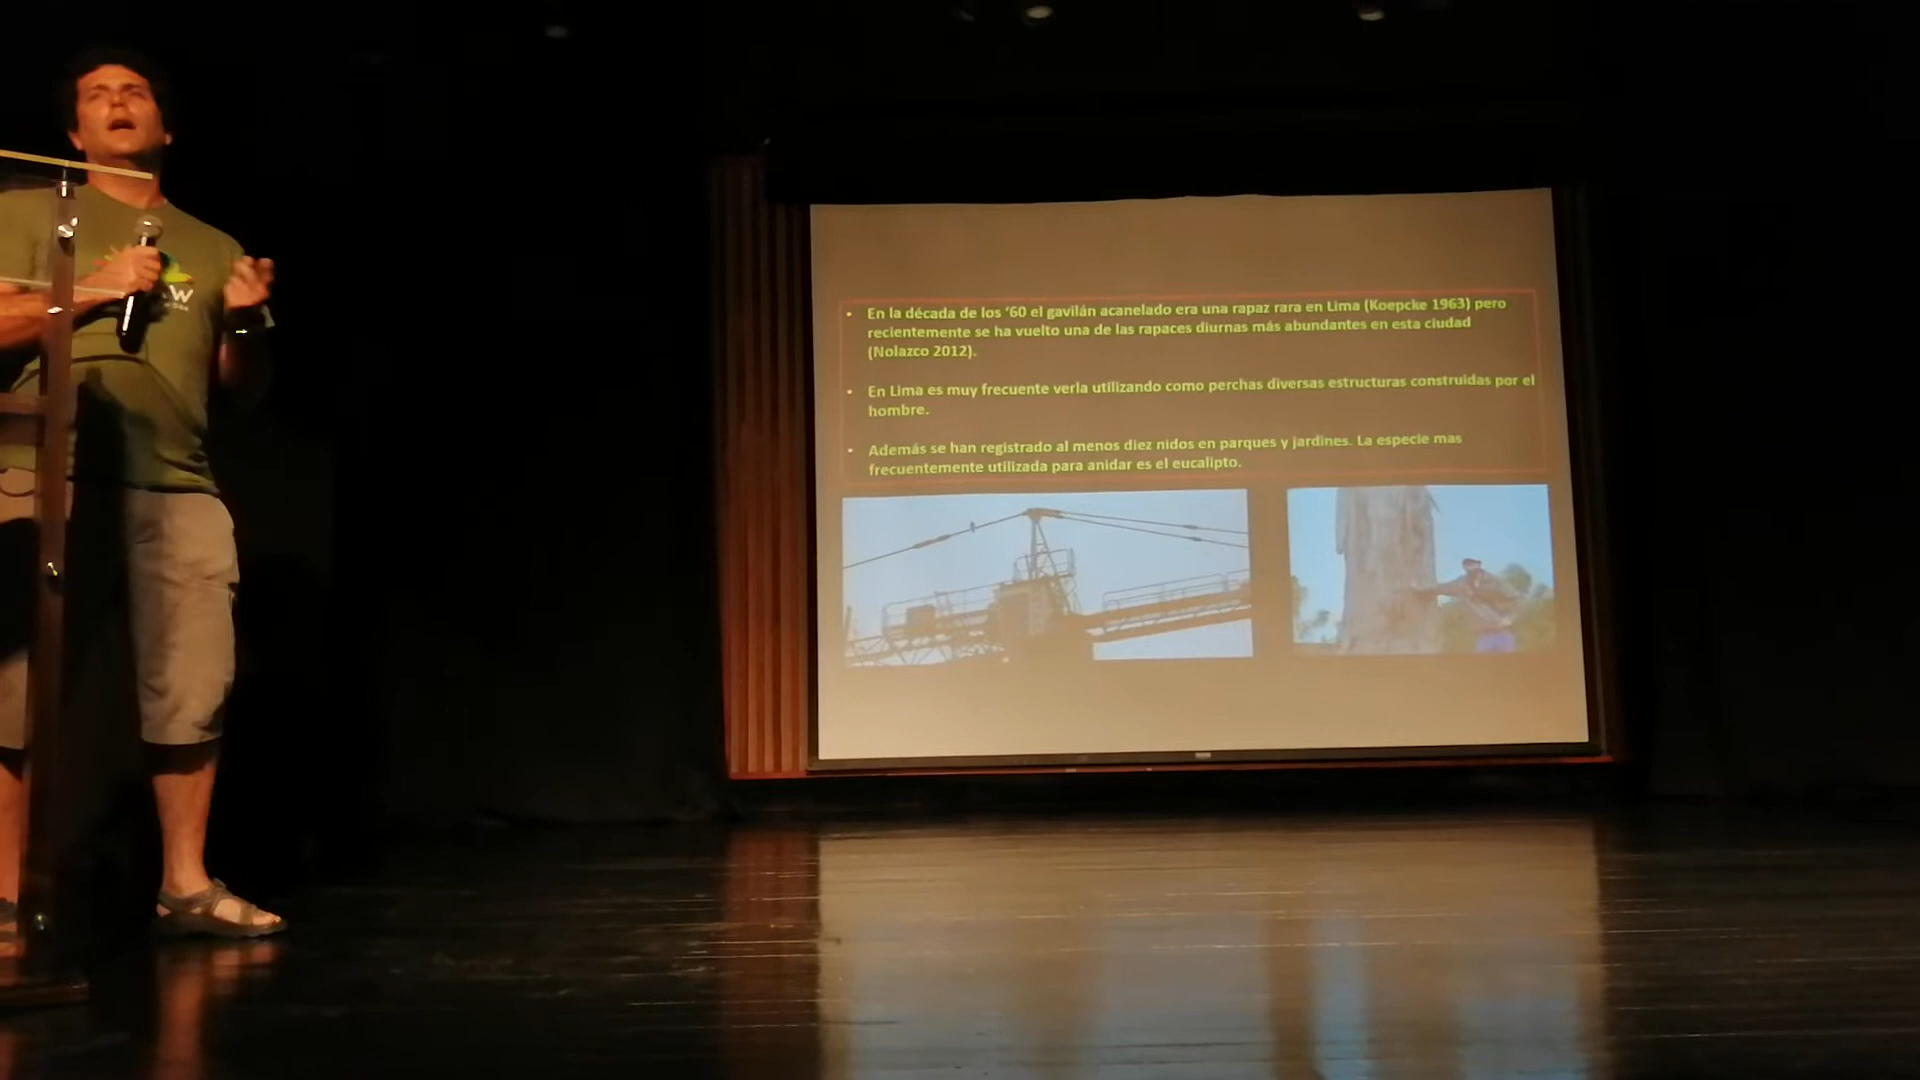 En la década de los '60 el gavilán acanelado era una rapaz rara en Lima (Koepcke 1963) pero
recientemente se ha vuelto una de las rapaces diurnas más abundantes en esta ciudad
(Nolazco 2012).
En Lima es muy frecuente verla utilizando como perchas diversas estructuras construidas por el
hombre.
Además se han registrado al menos diez nidos en parques y jardines. La especie mas
frecuentemente utilizada para anidar es el eucalipto.